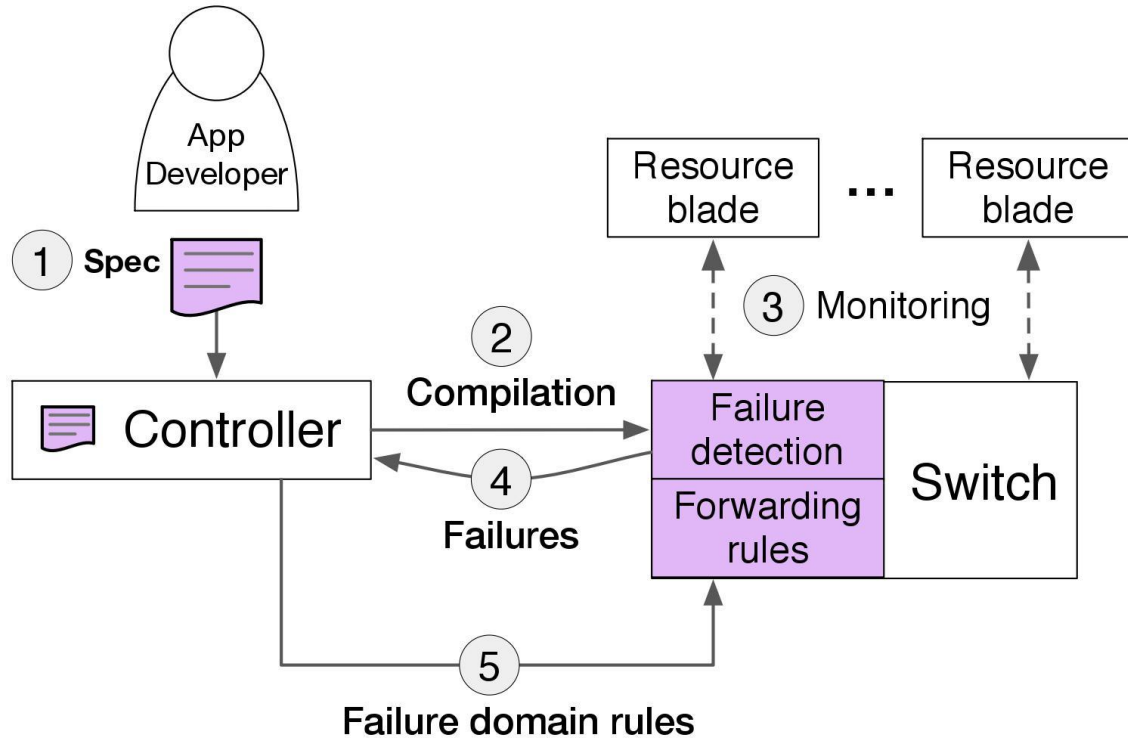 App
Developer
1 Spec
Resource
blade
...
Resource
blade
3 Monitoring
2
Compilation
Controller
Failure
detection
Switch
4
Failures
Forwarding
rules
5
Failure domain rules